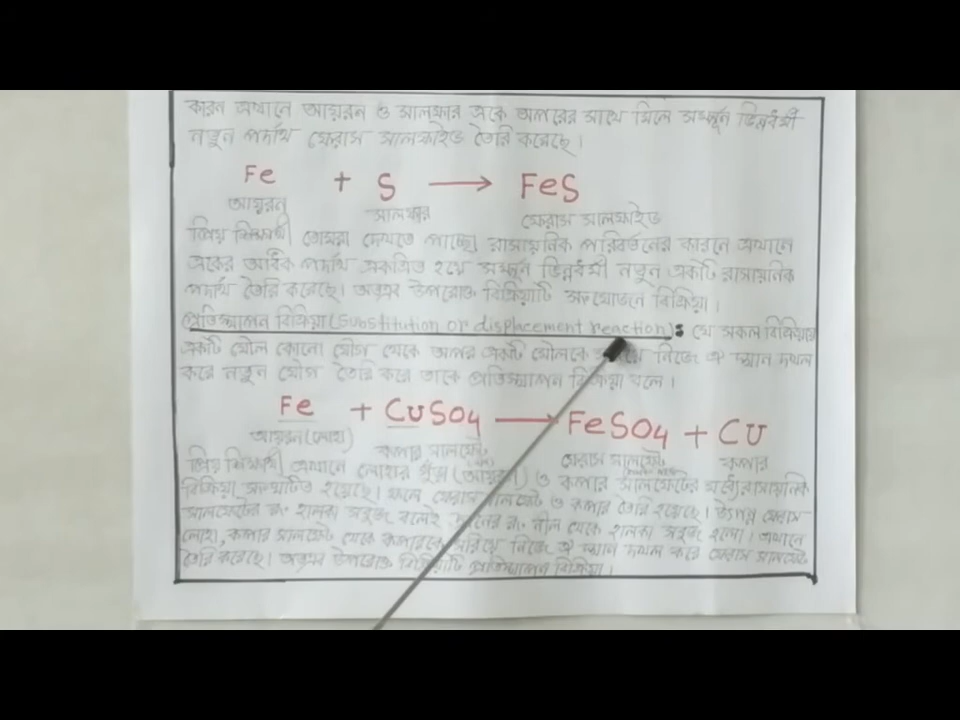 কারন এখানে আয়রন ও সালফার একে অপরের সাথে মিলে সম্পূর্ন ভিন্নধর্মী
নতুন পদার্থ ফেরাস সালফাইড তৈরি করেছে।
Fe + S → FeS
আয়রন সালফার ফেরাস সালফাইড
প্রিয় শিক্ষার্থী তোমরা দেখতে পাচ্ছো রাসায়নিক পরিবর্তনের কারনে এখানে
একের অধিক পদার্থ একত্রিত হয়ে সম্পূর্ন ভিন্নধর্মী নতুন একটি রাসায়নিক
পদার্থ তৈরি করেছে। অতএব উপরোক্ত বিক্রিয়াটি সংযোজন বিক্রিয়া।
প্রতিস্থাপন বিক্রিয়া (Substitution or displacement reaction): যে সকল বিক্রিয়ায়
একটি মৌল কোনো যৌগ থেকে অপর একটি মৌলকে নিজে ঐ স্থান দখল
করে নতুন যৌগ তৈরি করে তাকে প্রতিস্থাপন বিক্রিয়া বলে।
Fe + CuSO4 → FeSO4 + Cu
আয়রন (লোহা) কপার সালফেট ফেরাস সালফেট কপার
প্রিয় শিক্ষার্থী এখানে লোহার গুঁড়া (আয়রন) ও কপার সালফেটের মধ্যে রাসায়নিক
বিক্রিয়া সংঘটিত হয়েছে। ফলে ফেরাস সালফেট ও কপার তৈরি হয়েছে। উৎপন্ন ফেরাস
সালফেটের রং হালকা সবুজ বলেই রং নীল থেকে হালকা সবুজ হলো। এখানে
লোহা, কপার সালফেট থেকে কপারকে সরিয়ে নিজে ঐ স্থান দখল করে ফেরাস সালফেট
তৈরি করেছে। অতএব উপরোক্ত বিক্রিয়াটি প্রতিস্থাপন বিক্রিয়া।